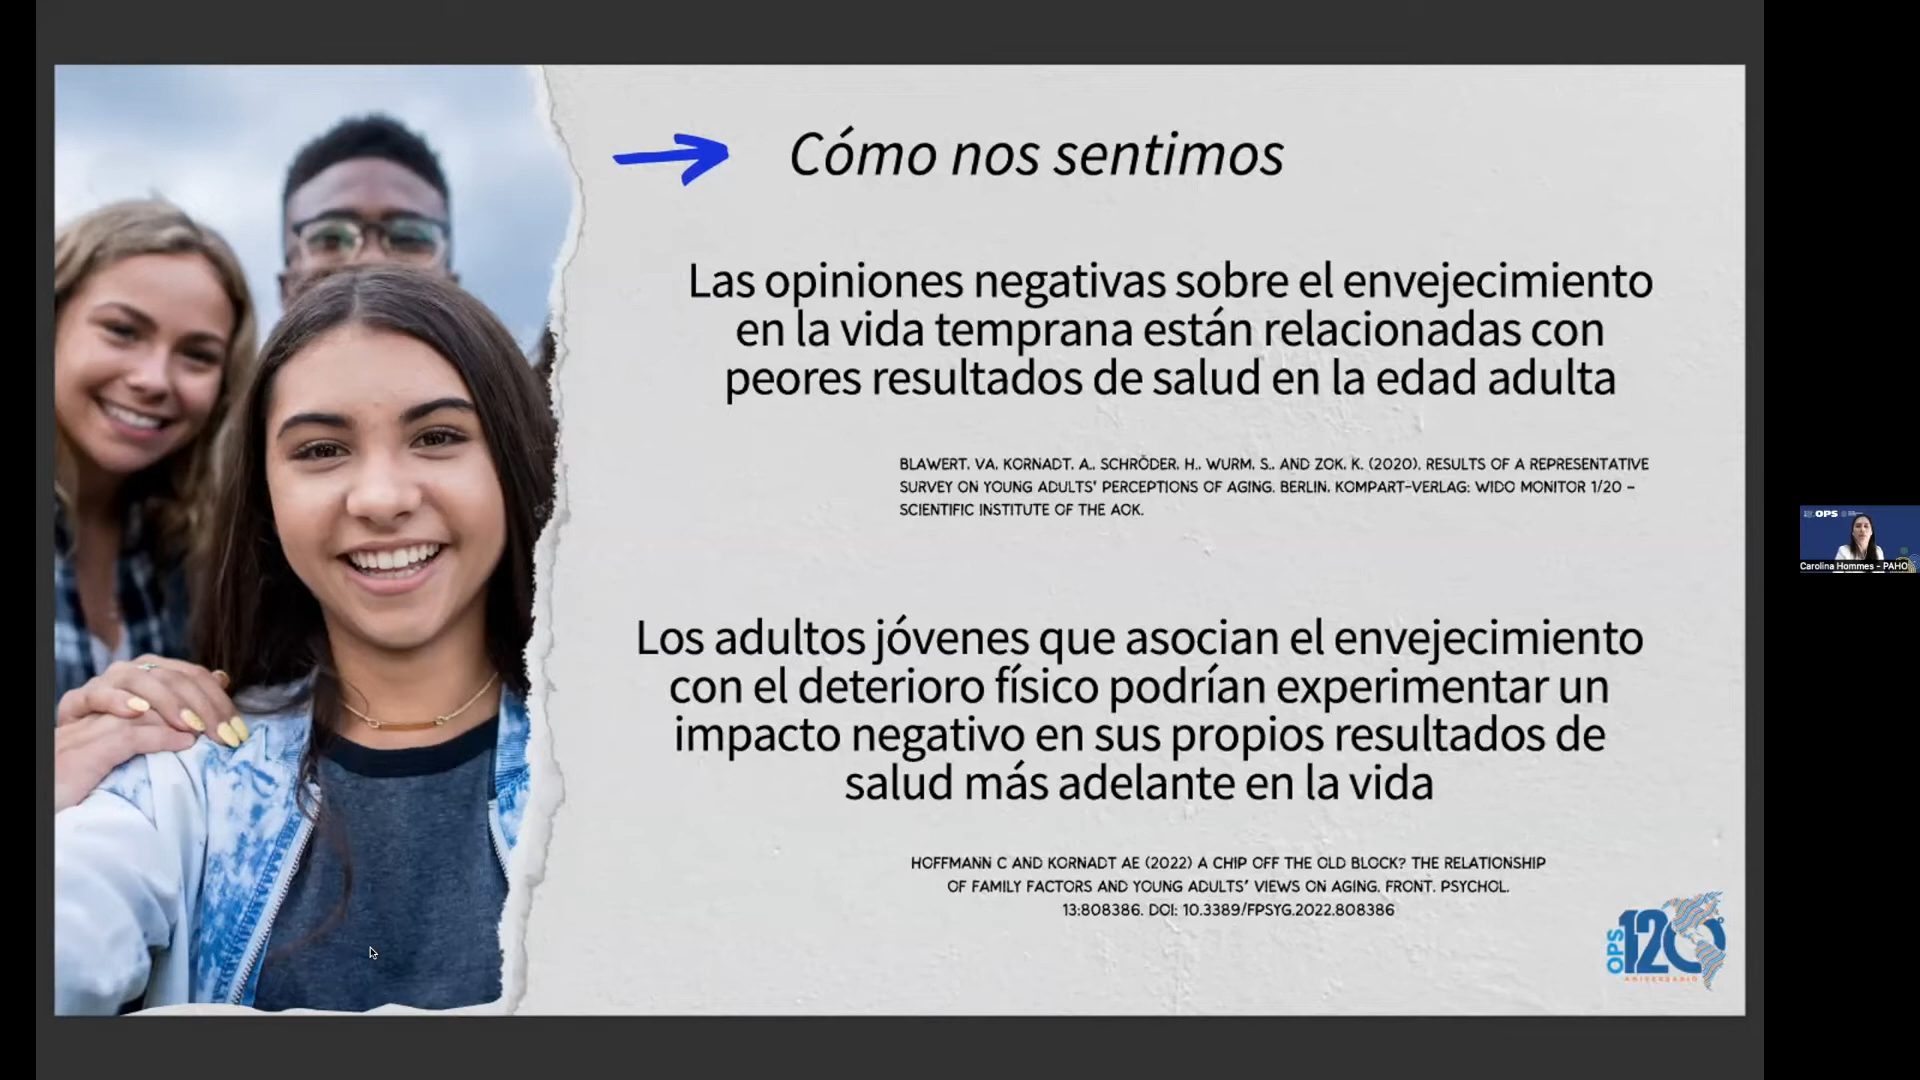 Cómo nos sentimos
Las opiniones negativas sobre el envejecimiento
en la vida temprana están relacionadas con
peores resultados de salud en la edad adulta
BLAWERT, VA, KORNADT, A., SCHRÖDER, H., WURM, S., AND ZOK, K. (2020). RESULTS OF A REPRESENTATIVE
SURVEY ON YOUNG ADULTS' PERCEPTIONS OF AGING. BERLIN, KOMPART-VERLAG: WIDO MONITOR 1/20 –
SCIENTIFIC INSTITUTE OF THE AOK.
Los adultos jóvenes que asocian el envejecimiento
con el deterioro físico podrían experimentar un
impacto negativo en sus propios resultados de
salud más adelante en la vida
HOFFMANN C AND KORNADT AE (2022) A CHIP OFF THE OLD BLOCK? THE RELATIONSHIP
OF FAMILY FACTORS AND YOUNG ADULTS' VIEWS ON AGING. FRONT. PSYCHOL.
13:808386. DOI: 10.3389/FPSYG.2022.808386
OPS 120
ANIVERSARIO
OPS
Carolina Hommes - PAHO